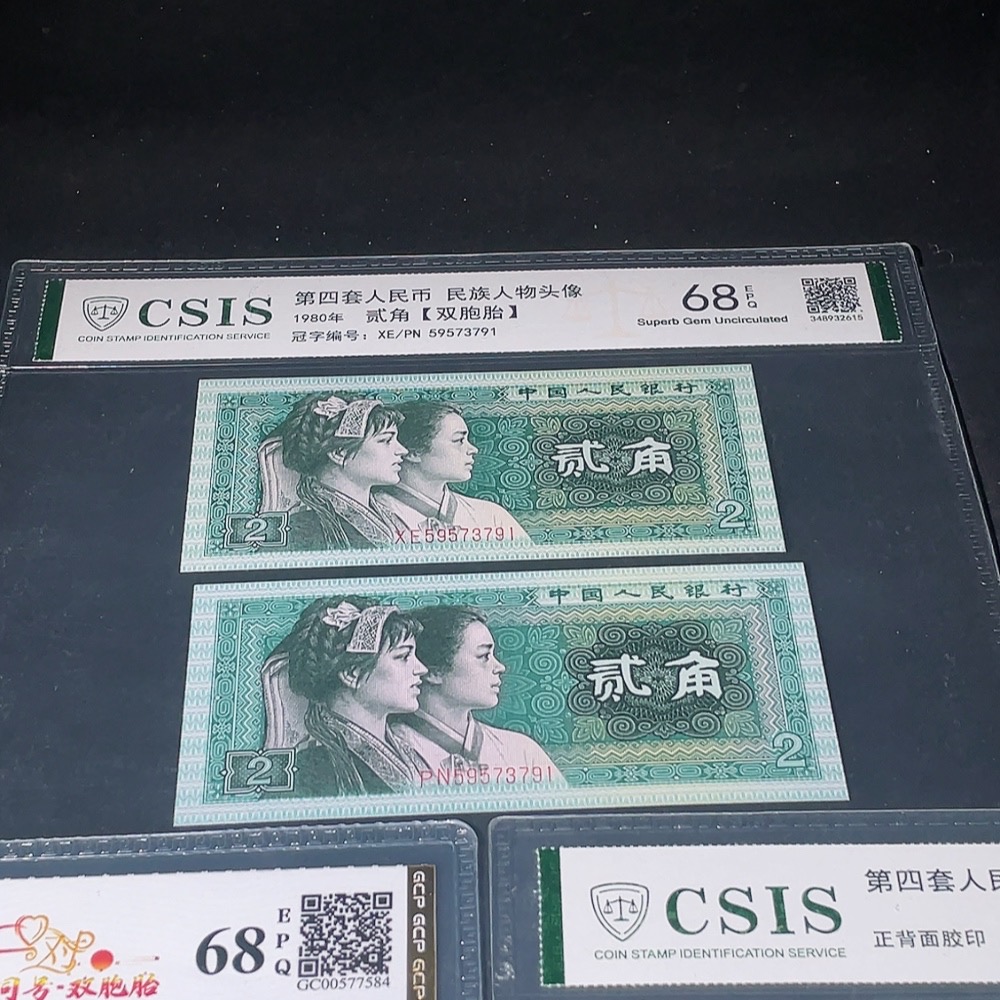 CSIS
COIN STAMP IDENTIFICATION SERVICE
第四套人民币 民族人物头像
1980年 贰角【双胞胎】
冠字编号：XE/PN 59573791
68 EPQ
Superb Gem Uncirculated
348932615
中国人民银行
贰角
2
XE59573791
2
中国人民银行
贰角
2
PN59573791
2
同号-双胞胎
68 EPQ
GC00577584
GCP GCP GCP
CSIS
COIN STAMP IDENTIFICATION SERVICE
第四套人民
正背面胶印